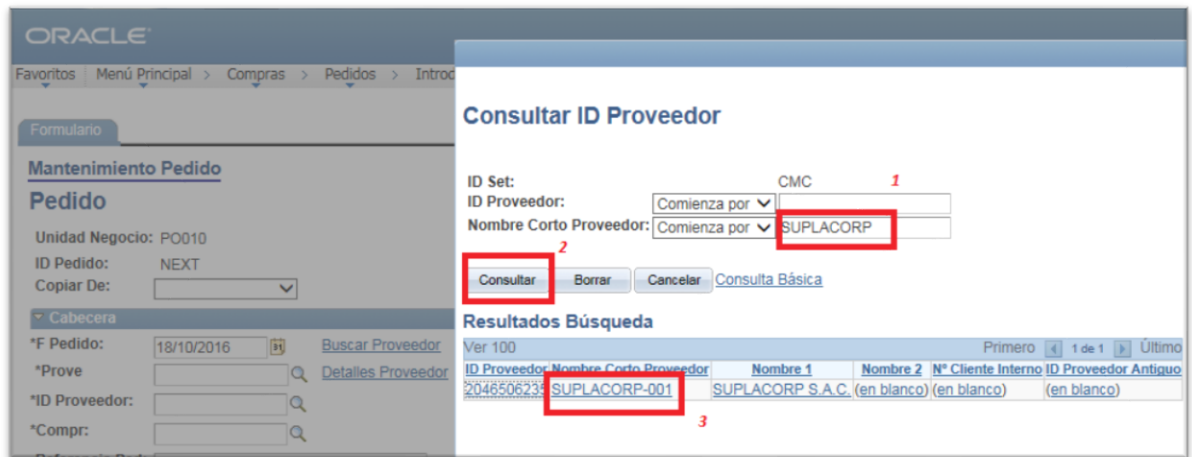 ORACLE
Favoritos Menú Principal > Compras > Pedidos > Introd
Formulario
Mantenimiento Pedido
Pedido
Unidad Negocio: PO010
ID Pedido: NEXT
Copiar De:
Cabecera
*F Pedido: 18/10/2016 31 Buscar Proveedor
*Prove Detalles Proveedor
*ID Proveedor:
*Compr:
Consultar ID Proveedor
ID Set: CMC 1
ID Proveedor: Comienza por
Nombre Corto Proveedor: Comienza por SUPLACORP
2
Consultar Borrar Cancelar Consulta Básica
Resultados Búsqueda
Ver 100 Primero 1 de 1 Último
ID Proveedor Nombre Corto Proveedor Nombre 1 Nombre 2 Nº Cliente Interno ID Proveedor Antiguo
2046506235 SUPLACORP-001 SUPLACORP S.A.C. (en blanco) (en blanco) (en blanco)
3